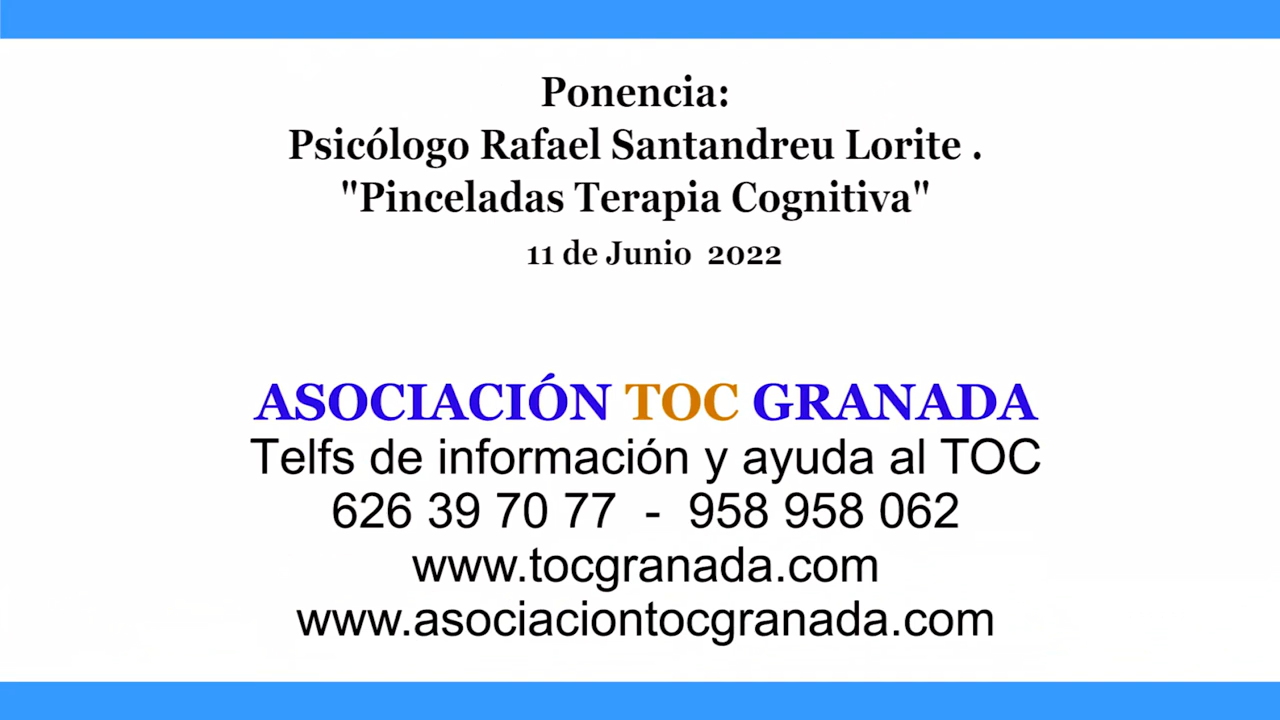 Ponencia:
Psicólogo Rafael Santandreu Lorite .
"Pinceladas Terapia Cognitiva"
11 de Junio 2022
ASOCIACIÓN TOC GRANADA
Telfs de información y ayuda al TOC
626 39 70 77 - 958 958 062
www.tocgranada.com
www.asociaciontocgranada.com